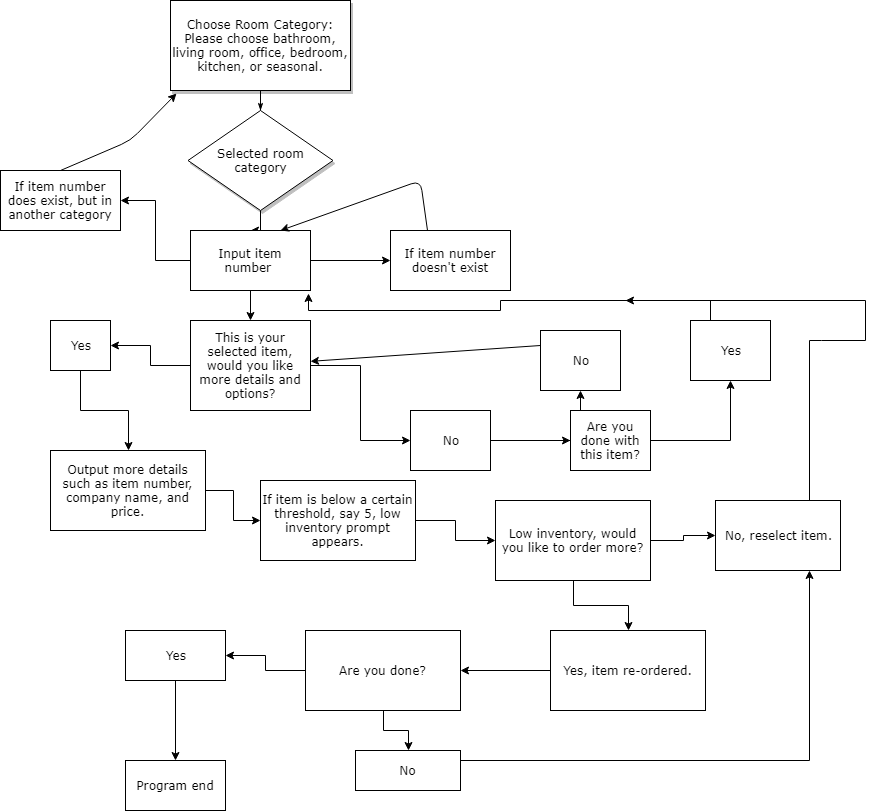 Choose Room Category:
Please choose bathroom,
living room, office, bedroom,
kitchen, or seasonal.
Selected room
category
If item number
does exist, but in
another category
Input item
number
If item number
doesn't exist
Yes
This is your
selected item,
would you like
more details and
options?
No
Yes
No
Are you
done with
this item?
Output more details
such as item number,
company name, and
price.
If item is below a certain
threshold, say 5, low
inventory prompt
appears.
Low inventory, would
you like to order more?
No, reselect item.
Yes
Are you done?
Yes, item re-ordered.
No
Program end